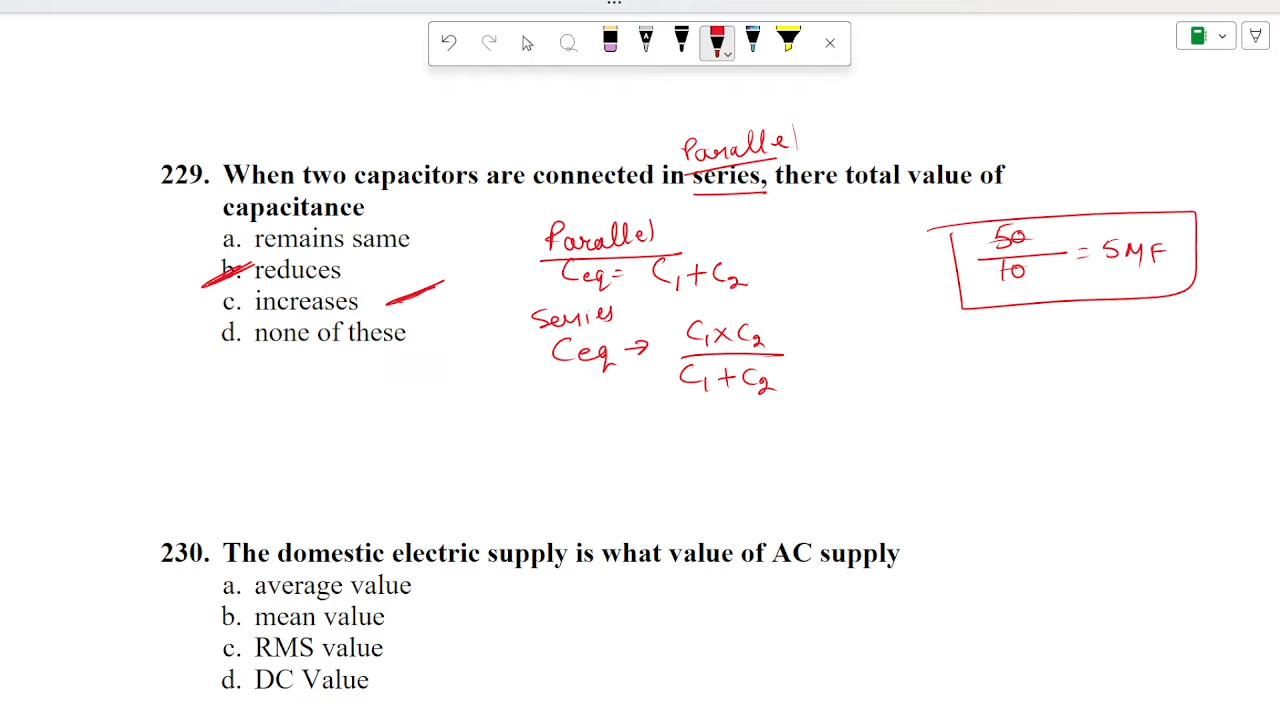 Parallel
229. When two capacitors are connected in series, there total value of
capacitance
a. remains same
b. reduces
c. increases
d. none of these
Parallel
Ceq = C1 + C2
Series
Ceq → C1 x C2
C1 + C2
50
10
= 5 MF
230. The domestic electric supply is what value of AC supply
a. average value
b. mean value
c. RMS value
d. DC Value